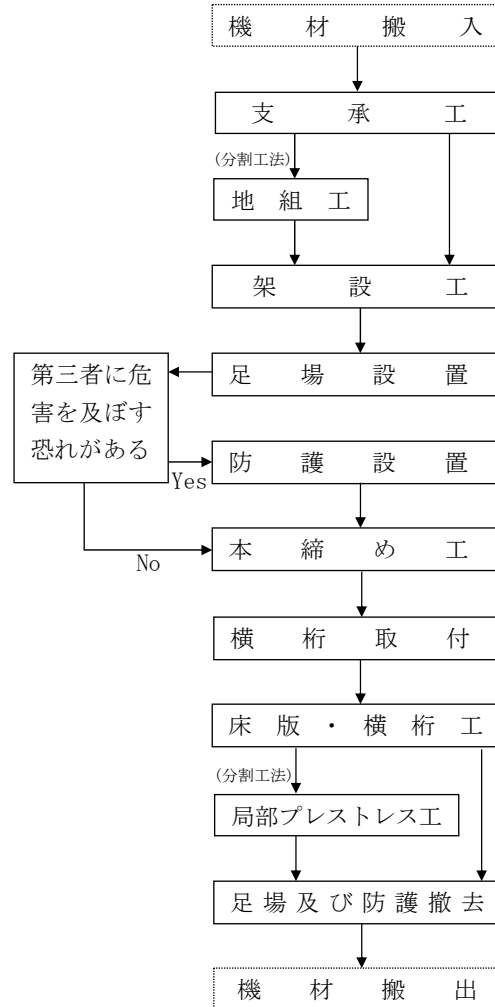 機材搬入
支承工
(分割工法)
地組工
架設工
足場設置
第三者に危
害を及ぼす
恐れがある
Yes
防護設置
No
本締め工
横桁取付
床版・横桁工
(分割工法)
局部プレストレス工
足場及び防護撤去
機材搬出